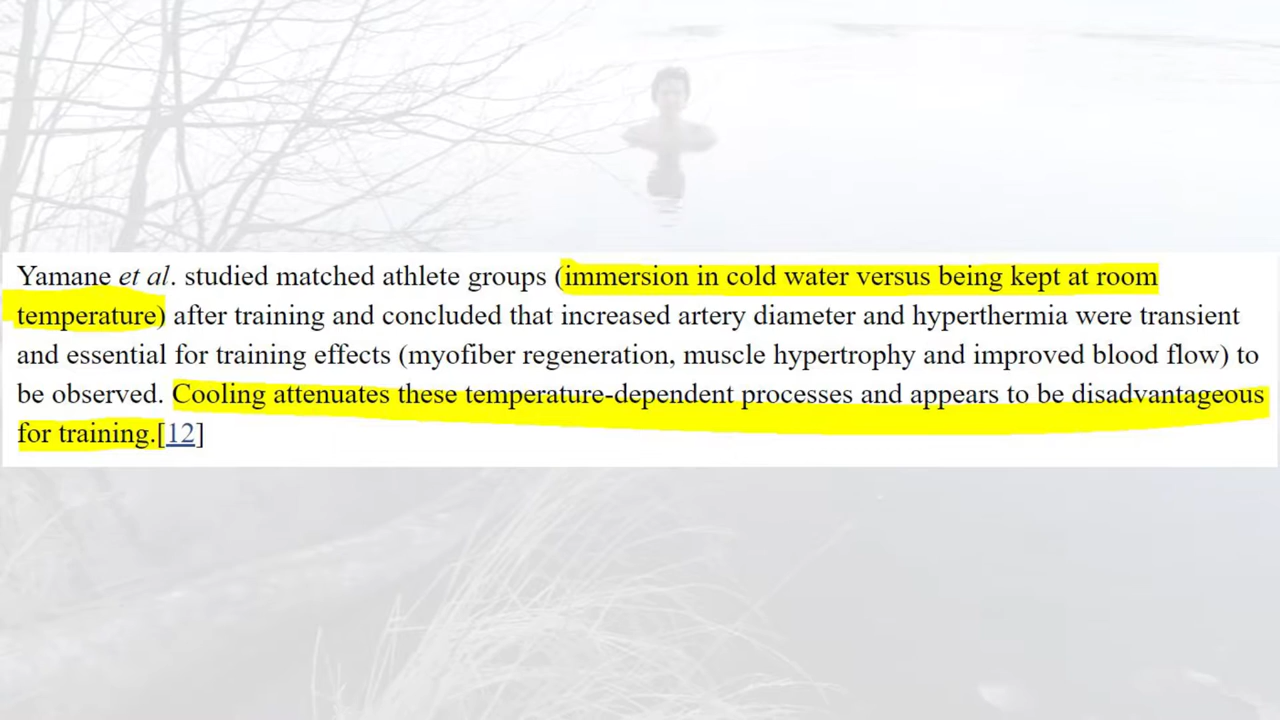 Yamane et al. studied matched athlete groups (immersion in cold water versus being kept at room
temperature) after training and concluded that increased artery diameter and hyperthermia were transient
and essential for training effects (myofiber regeneration, muscle hypertrophy and improved blood flow) to
be observed. Cooling attenuates these temperature-dependent processes and appears to be disadvantageous
for training.[12]